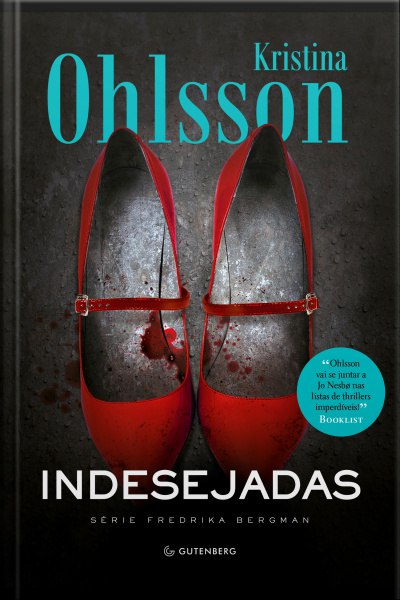 Kristina
Ohlsson
“Ohlsson
vai se juntar a
Jo Nesbø nas
listas de thrillers
imperdíveis!”
BOOKLIST
INDESEJADAS
SÉRIE FREDRIKA BERGMAN
GUTENBERG